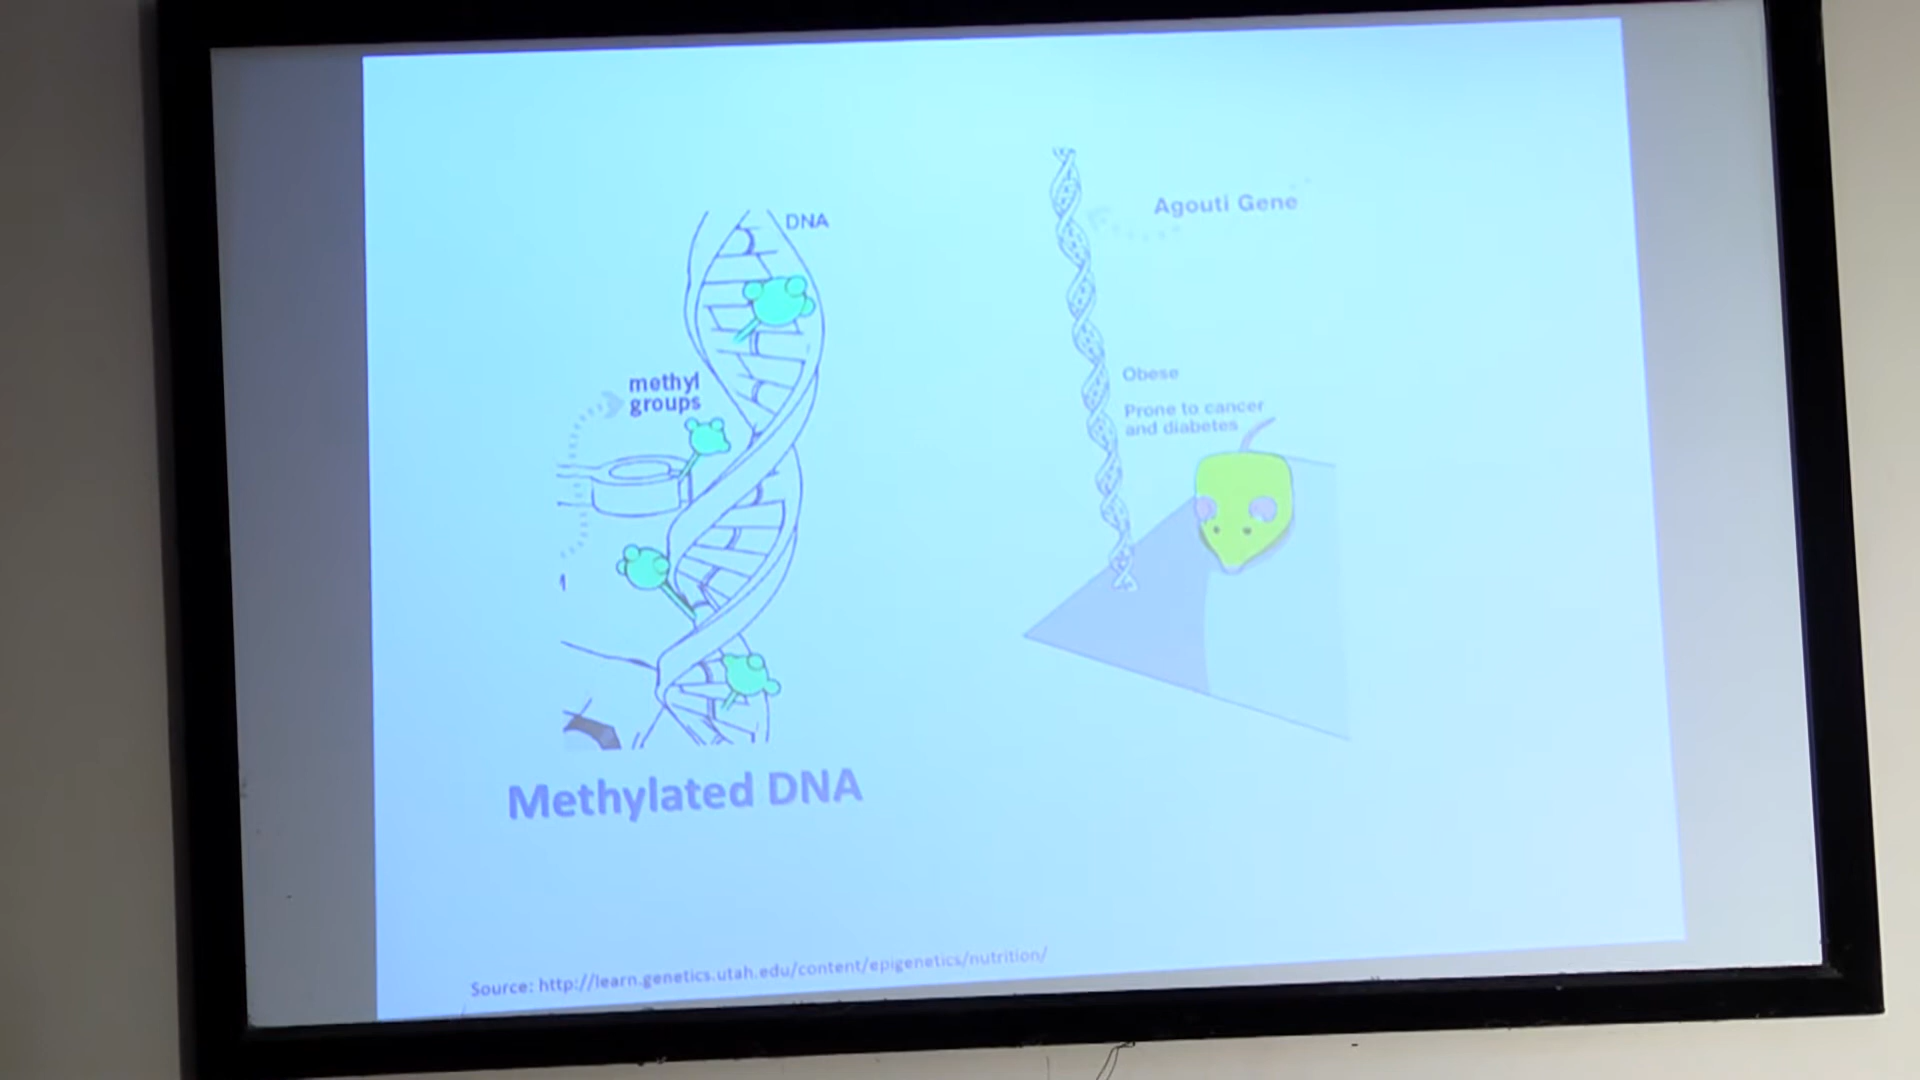 DNA
methyl
groups
Methylated DNA
Agouti Gene
Obese
Prone to cancer
and diabetes
Source: http://learn.genetics.utah.edu/content/epigenetics/nutrition/